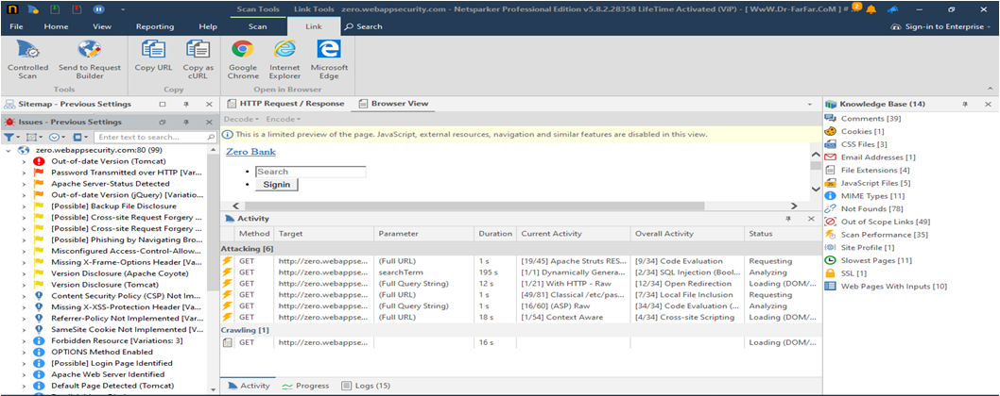 Scan Tools Link Tools zero.webappsecurity.com - Netsparker Professional Edition v5.8.2.28358 LifeTime Activated (ViP) - [ WwW.Dr-FarFar.CoM ] # ... 2
File Home View Reporting Help Scan Link Search Sign-in to Enterprise
Controlled Scan
Send to Request Builder
Tools
Copy URL
Copy as cURL
Copy
Google Chrome
Internet Explorer
Microsoft Edge
Open in Browser
Sitemap - Previous Settings
Issues - Previous Settings
Enter text to search...
zero.webappsecurity.com:80 (99)
Out-of-date Version (Tomcat)
Password Transmitted over HTTP [Var...
Apache Server-Status Detected
Out-of-date Version (jQuery) [Variatio...
[Possible] Backup File Disclosure
[Possible] Cross-site Request Forgery
[Possible] Cross-site Request Forgery ...
[Possible] Phishing by Navigating Bro...
Misconfigured Access-Control-Allow...
Missing X-Frame-Options Header [Va...
Version Disclosure (Apache Coyote)
Version Disclosure (Tomcat)
Content Security Policy (CSP) Not Im...
Missing X-XSS-Protection Header [V...
Referrer-Policy Not Implemented [Var...
SameSite Cookie Not Implemented [V...
Forbidden Resource [Variations: 3]
OPTIONS Method Enabled
[Possible] Login Page Identified
Apache Web Server Identified
Default Page Detected (Tomcat)
HTTP Request / Response Browser View
Decode Encode
This is a limited preview of the page. JavaScript, external resources, navigation and similar features are disabled in this view.
Zero Bank
Search
Signin
Activity
Method Target Parameter Duration Current Activity Overall Activity Status
Attacking [6]
GET http://zero.webappse... (Full URL) 1 s [19/45] Apache Struts RES... [9/34] Code Evaluation Requesting
GET http://zero.webappse... searchTerm 195 s [1/1] Dynamically Genera... [2/34] SQL Injection (Bool... Analyzing
GET http://zero.webappse... (Full Query String) 12 s [1/21] With HTTP - Raw [12/34] Open Redirection Loading (DOM/...
GET http://zero.webappse... (Full URL) 1 s [49/81] Classical /etc/pas... [7/34] Local File Inclusion Requesting
GET http://zero.webappse... (Full Query String) 1 s [16/60] (ASP) Raw [34/34] Code Evaluation (... Analyzing
GET http://zero.webappse... (Full URL) 18 s [1/54] Context Aware [4/34] Cross-site Scripting Loading (DOM/...
Crawling [1]
GET http://zero.webappse... 16 s Loading (DOM/...
Activity Progress Logs (15)
Knowledge Base (14)
Comments [39]
Cookies [1]
CSS Files [3]
Email Addresses [1]
File Extensions [4]
JavaScript Files [5]
MIME Types [11]
Not Founds [78]
Out of Scope Links [49]
Scan Performance [35]
Site Profile [1]
Slowest Pages [11]
SSL [1]
Web Pages With Inputs [10]